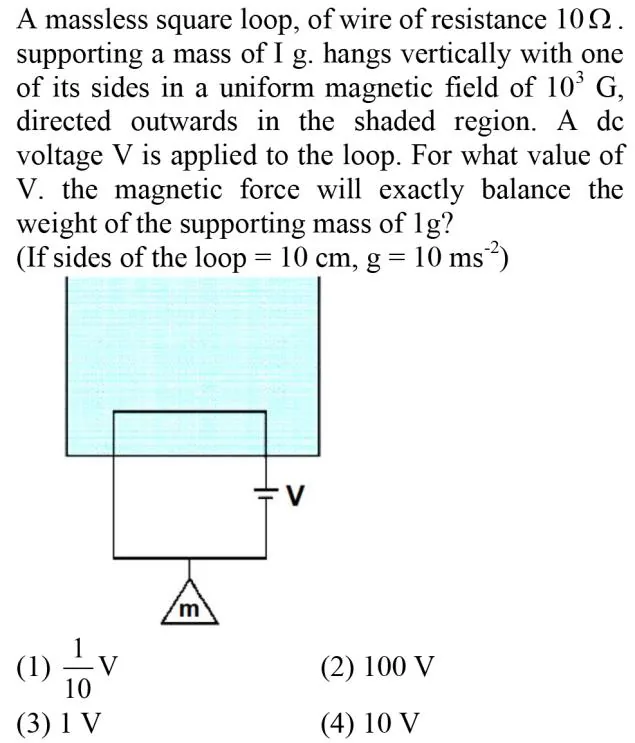 A massless square loop, of wire of resistance 10 Ω.
supporting a mass of I g. hangs vertically with one
of its sides in a uniform magnetic field of 10³ G,
directed outwards in the shaded region. A dc
voltage V is applied to the loop. For what value of
V. the magnetic force will exactly balance the
weight of the supporting mass of 1g?
(If sides of the loop = 10 cm, g = 10 ms⁻²)
V
m
(1) 1/10 V
(2) 100 V
(3) 1 V
(4) 10 V